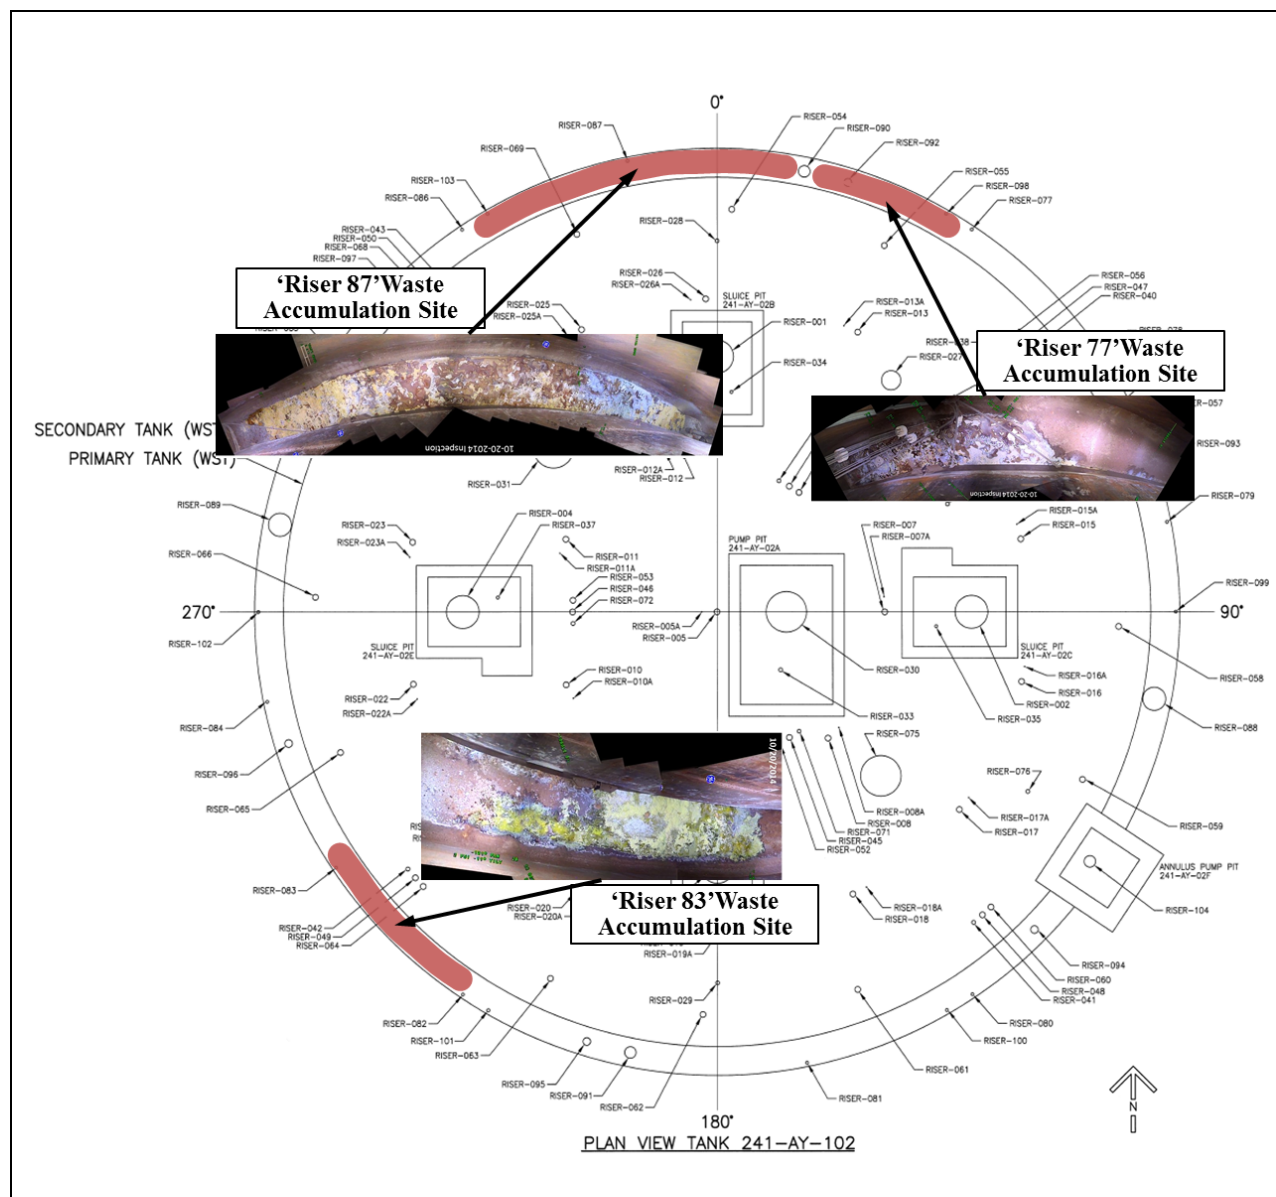 0°
RISER-054
RISER-087
RISER-090
RISER-069
RISER-092
RISER-055
RISER-103
RISER-098
RISER-086
RISER-077
RISER-028
RISER-043
RISER-050
RISER-068
RISER-097
RISER-026
RISER-026A
RISER-056
RISER-047
RISER-040
‘Riser 87’Waste
Accumulation Site
SLUICE PIT
241-AY-02B
RISER-025
RISER-025A
RISER-013A
RISER-013
RISER-001
RISER-027
‘Riser 77’Waste
Accumulation Site
RISER-034
10-20-2014 Inspection
SECONDARY TANK (WST
PRIMARY TANK (WST)
RISER-093
RISER-012A
RISER-012
RISER-031
10-20-2014 Inspection
RISER-079
RISER-089
RISER-004
RISER-037
RISER-023
RISER-023A
RISER-007
RISER-007A
RISER-015A
RISER-015
PUMP PIT
241-AY-02A
RISER-066
RISER-011
RISER-011A
RISER-053
RISER-046
RISER-072
RISER-099
270°
90°
RISER-005A
RISER-005
RISER-102
SLUICE PIT
241-AY-02E
SLUICE PIT
241-AY-02C
RISER-010
RISER-010A
RISER-030
RISER-016A
RISER-016
RISER-058
RISER-022
RISER-022A
RISER-002
RISER-035
RISER-033
RISER-088
RISER-084
RISER-075
RISER-096
RISER-076
10/20/2014
RISER-065
RISER-008A
RISER-008
RISER-071
RISER-045
RISER-052
RISER-017A
RISER-017
RISER-059
ANNULUS PUMP PIT
241-AY-02F
RISER-083
‘Riser 83’Waste
Accumulation Site
RISER-020
RISER-020A
RISER-018A
RISER-018
RISER-104
RISER-042
RISER-049
RISER-064
RISER-019A
RISER-094
RISER-060
RISER-048
RISER-041
RISER-029
RISER-082
RISER-101
RISER-063
RISER-080
RISER-100
RISER-061
RISER-095
RISER-091
RISER-062
RISER-081
N
180°
PLAN VIEW TANK 241-AY-102